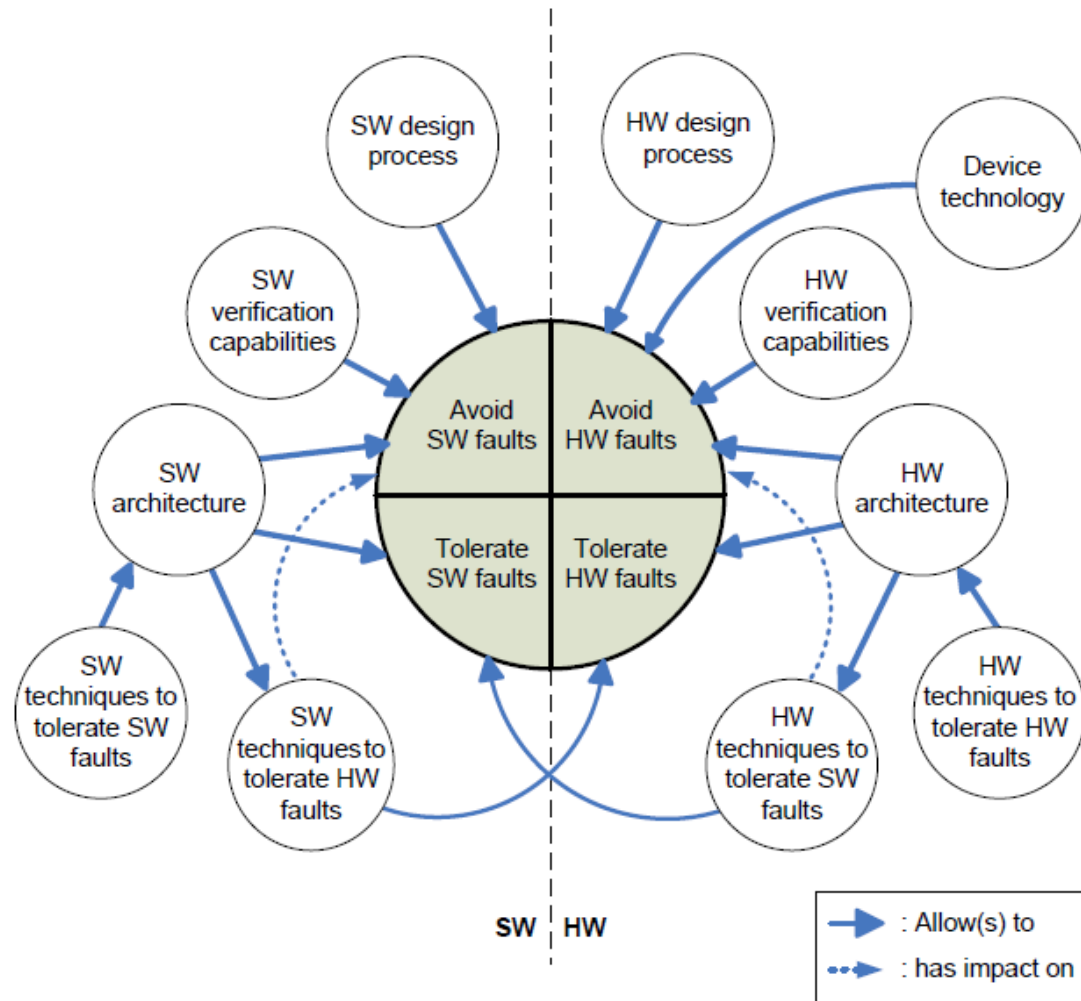 SW design
process
HW design
process
Device
technology
SW
verification
capabilities
HW
verification
capabilities
Avoid
SW faults
Avoid
HW faults
SW
architecture
HW
architecture
Tolerate
SW faults
Tolerate
HW faults
SW
techniques to
tolerate SW
faults
SW
techniques to
tolerate HW
faults
HW
techniques to
tolerate SW
faults
HW
techniques to
tolerate HW
faults
SW HW
: Allow(s) to
: has impact on